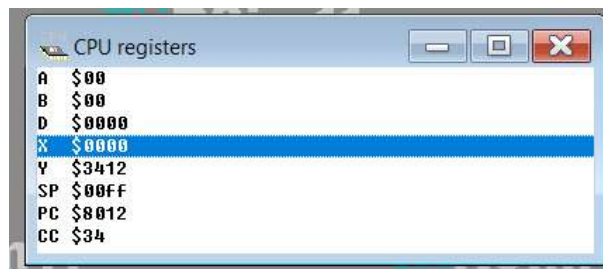 CPU registers
A $00
B $00
D $0000
X $0000
Y $3412
SP $00ff
PC $8012
CC $34